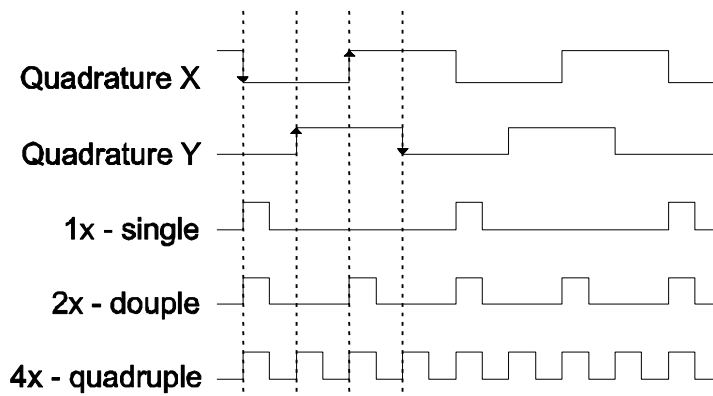 Quadrature X
Quadrature Y
1x - single
2x - douple
4x - quadruple